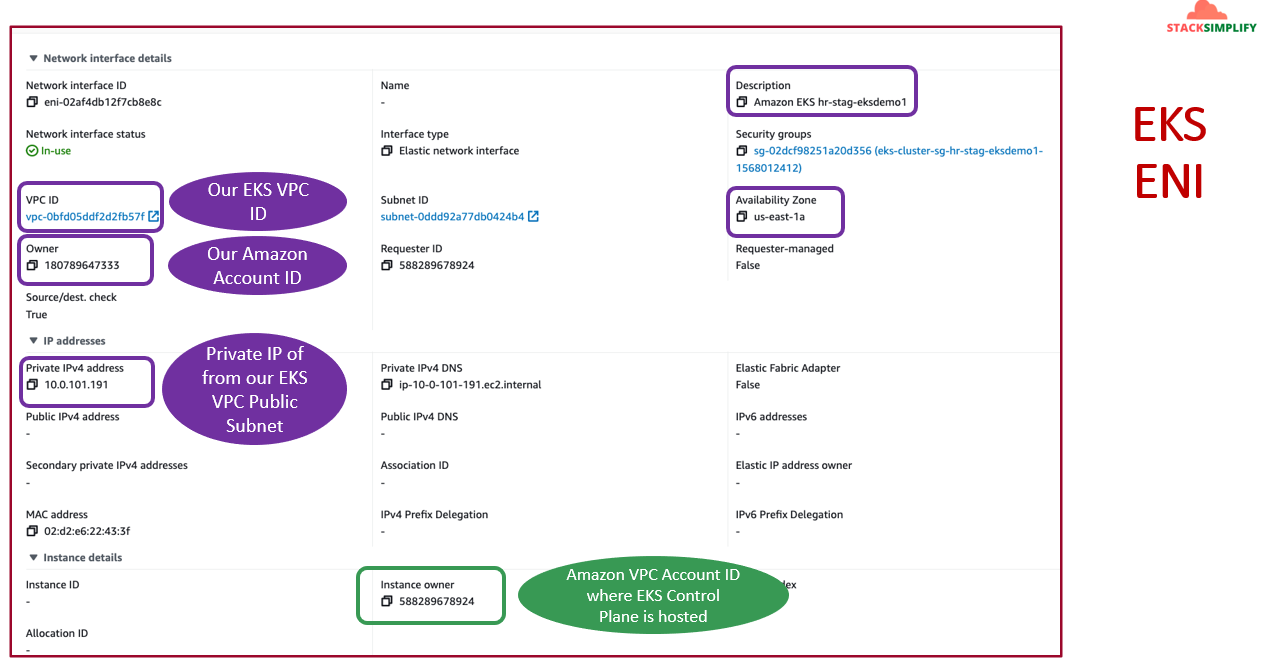 STACKSIMPLIFY
EKS
ENI
Network interface details
Network interface ID
eni-02af4db12f7cb8e8c
Name
-
Description
Amazon EKS hr-stag-eksdemo1
Network interface status
In-use
Interface type
Elastic network interface
Security groups
sg-02dcf98251a20d356 (eks-cluster-sg-hr-stag-eksdemo1-
1568012412)
VPC ID
vpc-0bfd05ddf2d2fb57f
Our EKS VPC
ID
Subnet ID
subnet-0ddd92a77db0424b4
Availability Zone
us-east-1a
Owner
180789647333
Our Amazon
Account ID
Requester ID
588289678924
Requester-managed
False
Source/dest. check
True
IP addresses
Private IPv4 address
10.0.101.191
Private IP of
from our EKS
VPC Public
Subnet
Private IPv4 DNS
ip-10-0-101-191.ec2.internal
Elastic Fabric Adapter
False
Public IPv4 address
-
Public IPv4 DNS
-
IPv6 addresses
-
Secondary private IPv4 addresses
-
Association ID
-
Elastic IP address owner
-
MAC address
02:d2:e6:22:43:3f
IPv4 Prefix Delegation
-
IPv6 Prefix Delegation
-
Instance details
Instance ID
-
Instance owner
588289678924
Amazon VPC Account ID
where EKS Control
Plane is hosted
Allocation ID
-